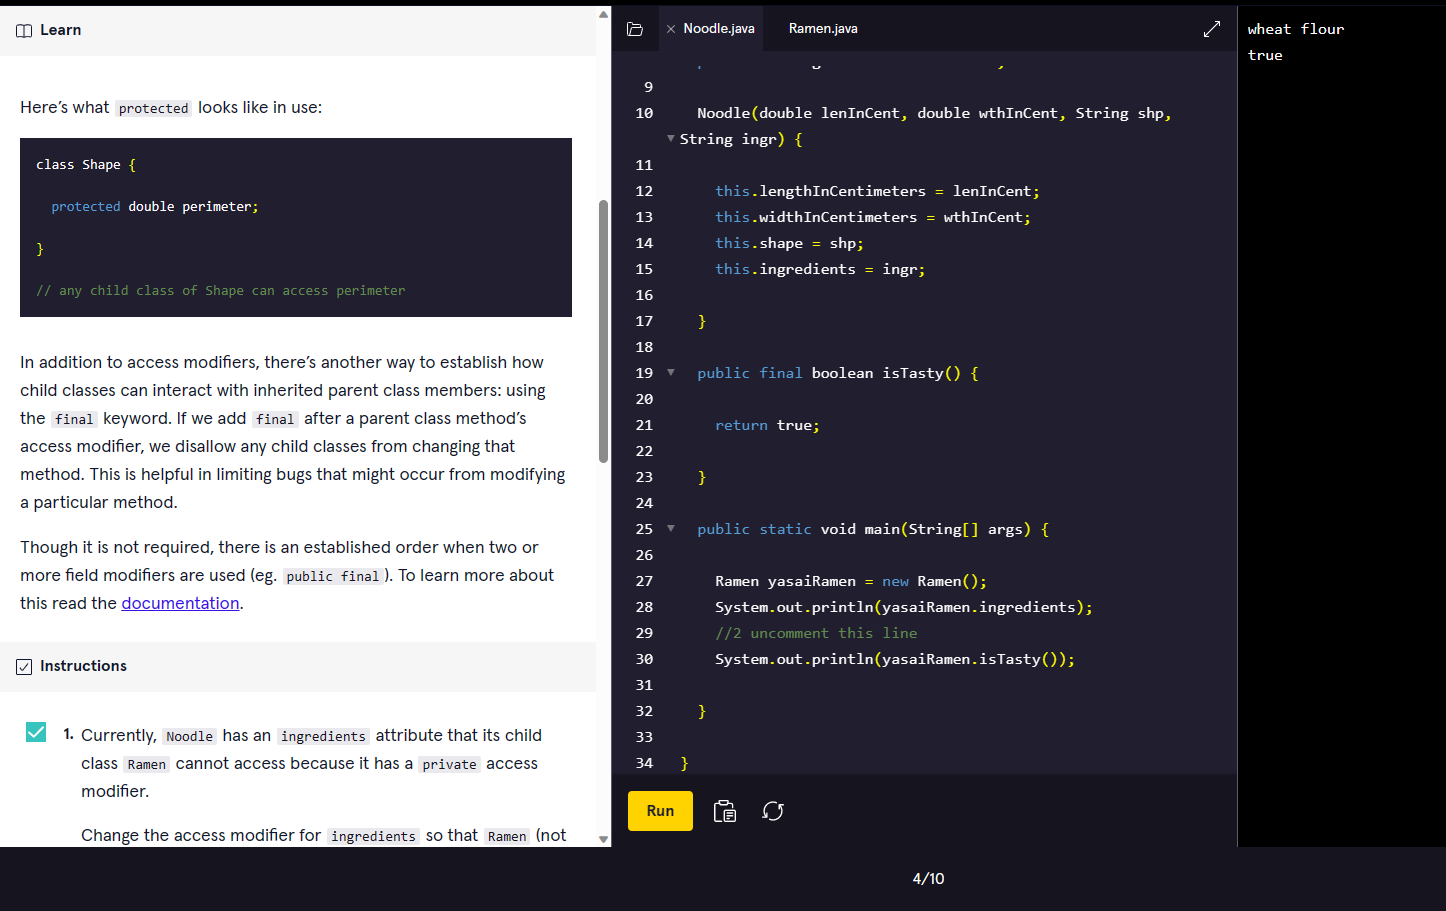 Learn
Here's what protected looks like in use:
class Shape {
protected double perimeter;
}
// any child class of Shape can access perimeter
In addition to access modifiers, there's another way to establish how
child classes can interact with inherited parent class members: using
the final keyword. If we add final after a parent class method's
access modifier, we disallow any child classes from changing that
method. This is helpful in limiting bugs that might occur from modifying
a particular method.
Though it is not required, there is an established order when two or
more field modifiers are used (eg. public final). To learn more about
this read the documentation.
Instructions
1. Currently, Noodle has an ingredients attribute that its child
class Ramen cannot access because it has a private access
modifier.
Change the access modifier for ingredients so that Ramen (not
Noodle.java
Ramen.java
9
10 Noodle(double lenInCent, double wthInCent, String shp,
String ingr) {
11
12 this.lengthInCentimeters = lenInCent;
13 this.widthInCentimeters = wthInCent;
14 this.shape = shp;
15 this.ingredients = ingr;
16
17 }
18
19 public final boolean isTasty() {
20
21 return true;
22
23 }
24
25 public static void main(String[] args) {
26
27 Ramen yasaiRamen = new Ramen();
28 System.out.println(yasaiRamen.ingredients);
29 //2 uncomment this line
30 System.out.println(yasaiRamen.isTasty());
31
32 }
33
34 }
Run
wheat flour
true
4/10